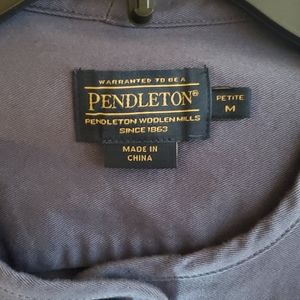 WARRANTED TO BE A
PENDLETON®
PENDLETON WOOLEN MILLS
SINCE 1863
PETITE
M
MADE IN
CHINA